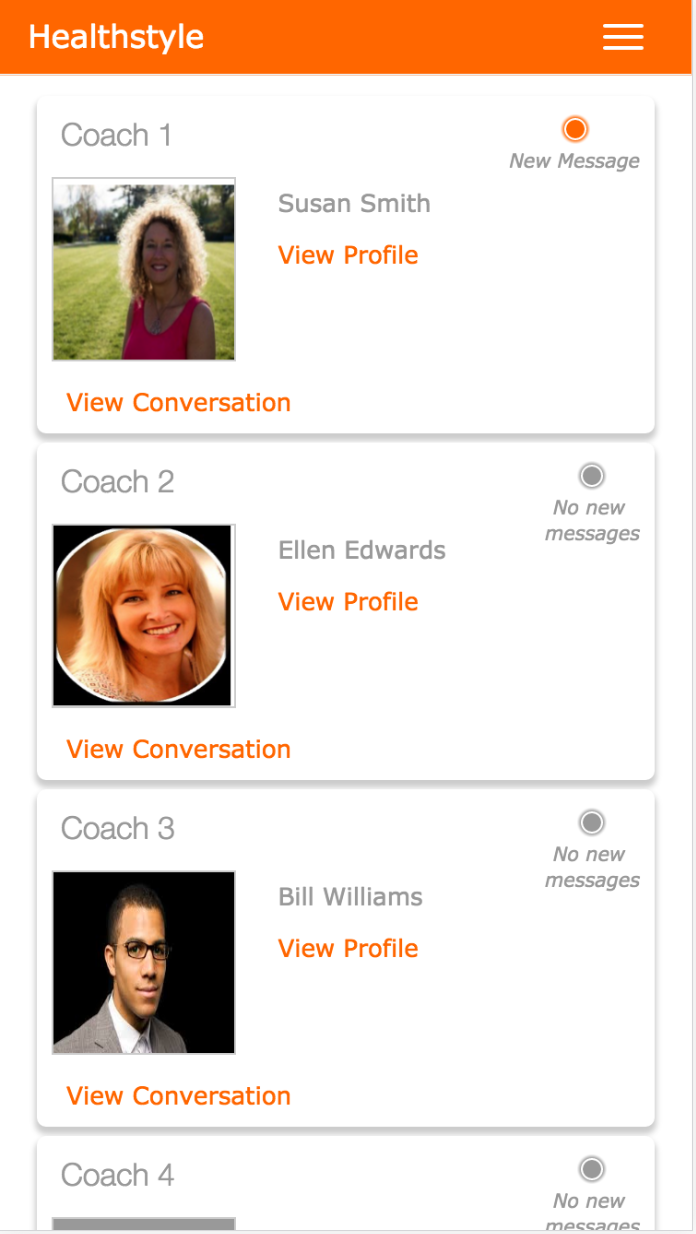 Healthstyle
Coach 1
New Message
Susan Smith
View Profile
View Conversation
Coach 2
No new
messages
Ellen Edwards
View Profile
View Conversation
Coach 3
No new
messages
Bill Williams
View Profile
View Conversation
Coach 4
No new
messages